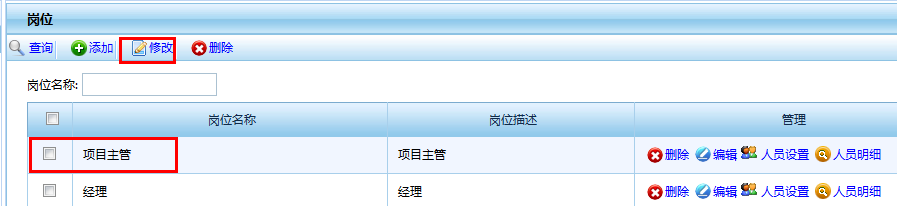 岗位
查询 添加 修改 删除
岗位名称:
岗位名称 岗位描述 管理
项目主管 项目主管 删除 编辑 人员设置 人员明细
经理 经理 删除 编辑 人员设置 人员明细